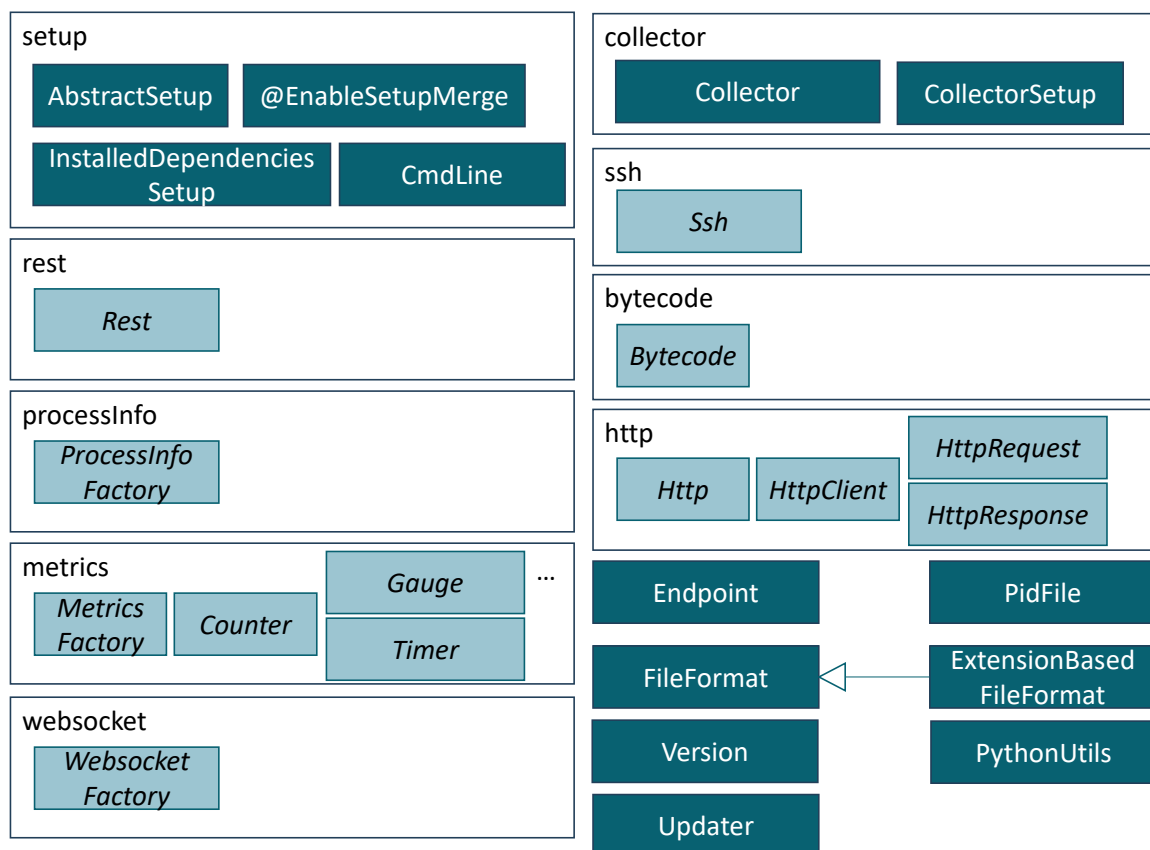 setup
AbstractSetup
@EnableSetupMerge
InstalledDependencies
Setup
CmdLine
rest
Rest
processInfo
ProcessInfo
Factory
metrics
Metrics
Factory
Counter
Gauge
Timer
...
websocket
Websocket
Factory
collector
Collector
CollectorSetup
ssh
Ssh
bytecode
Bytecode
http
Http
HttpClient
HttpRequest
HttpResponse
Endpoint
PidFile
FileFormat
ExtensionBased
FileFormat
Version
PythonUtils
Updater